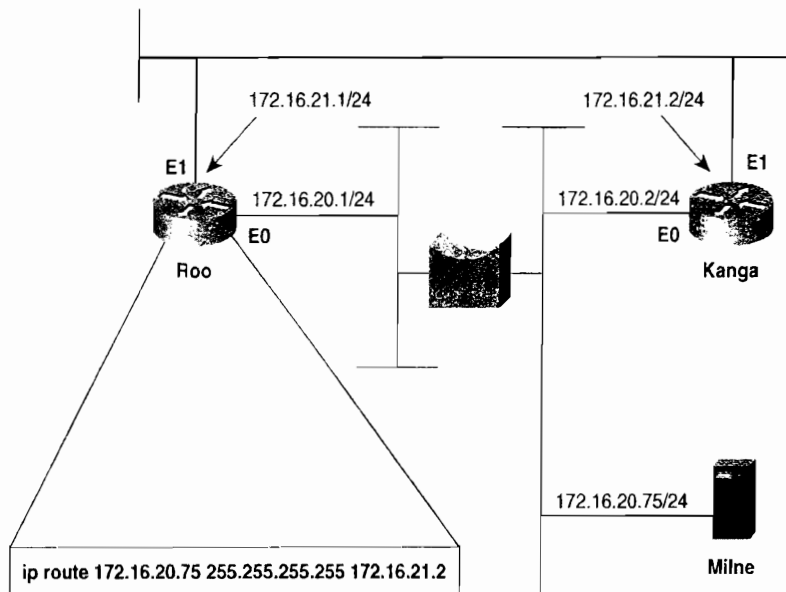 172.16.21.1/24
172.16.21.2/24
E1
E1
172.16.20.1/24
172.16.20.2/24
E0
E0
Roo
Kanga
172.16.20.75/24
ip route 172.16.20.75 255.255.255.255 172.16.21.2
Milne